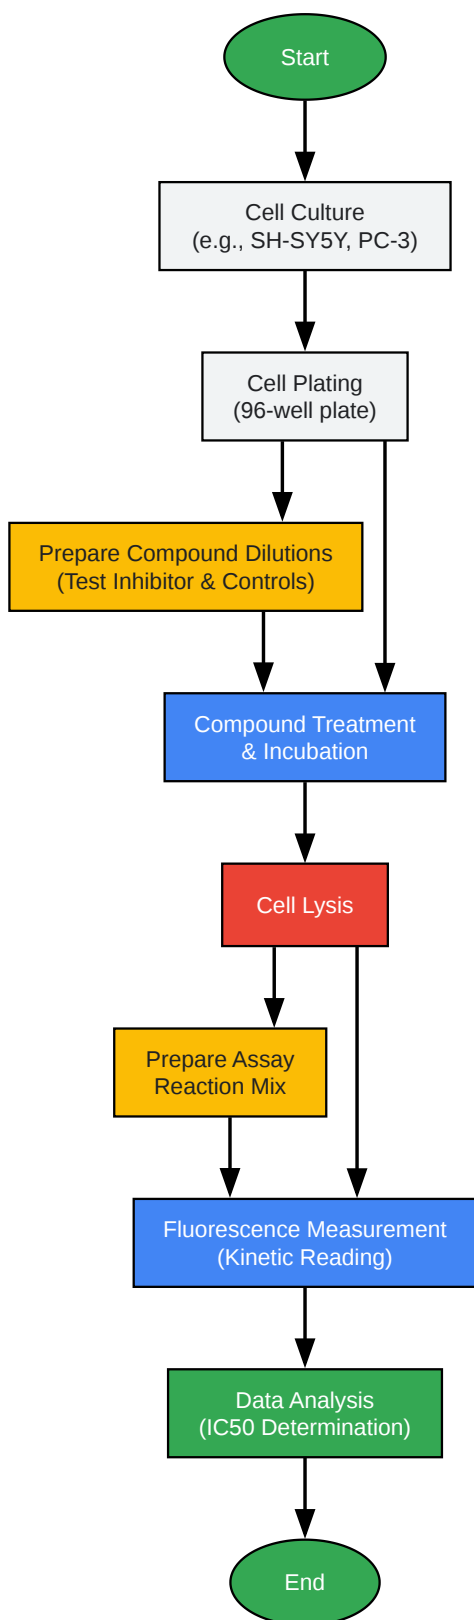 Start
Cell Culture
(e.g., SH-SY5Y, PC-3)
Cell Plating
(96-well plate)
Prepare Compound Dilutions
(Test Inhibitor & Controls)
Compound Treatment
& Incubation
Cell Lysis
Prepare Assay
Reaction Mix
Fluorescence Measurement
(Kinetic Reading)
Data Analysis
(IC50 Determination)
End